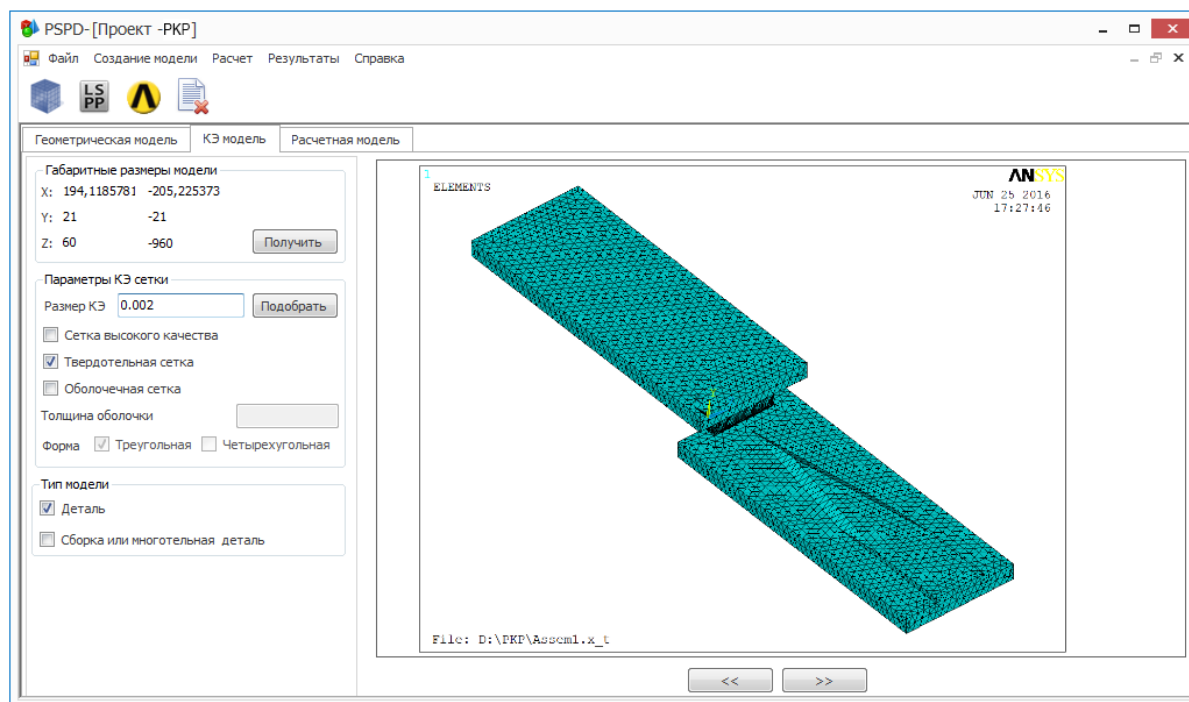 PSPD-[Проект -PKP]
Файл Создание модели Расчет Результаты Справка
LS
PP
Геометрическая модель КЭ модель Расчетная модель
Габаритные размеры модели
X: 194,1185781 -205,225373
Y: 21 -21
Z: 60 -960 Получить
Параметры КЭ сетки
Размер КЭ 0.002 Подобрать
Сетка высокого качества
Твердотельная сетка
Оболочечная сетка
Толщина оболочки
Форма Треугольная Четырехугольная
Тип модели
Деталь
Сборка или многотельная деталь
1
ELEMENTS
ANSYS
JUN 25 2016
17:27:46
File: D:\PKP\Assem1.x_t
<< >>